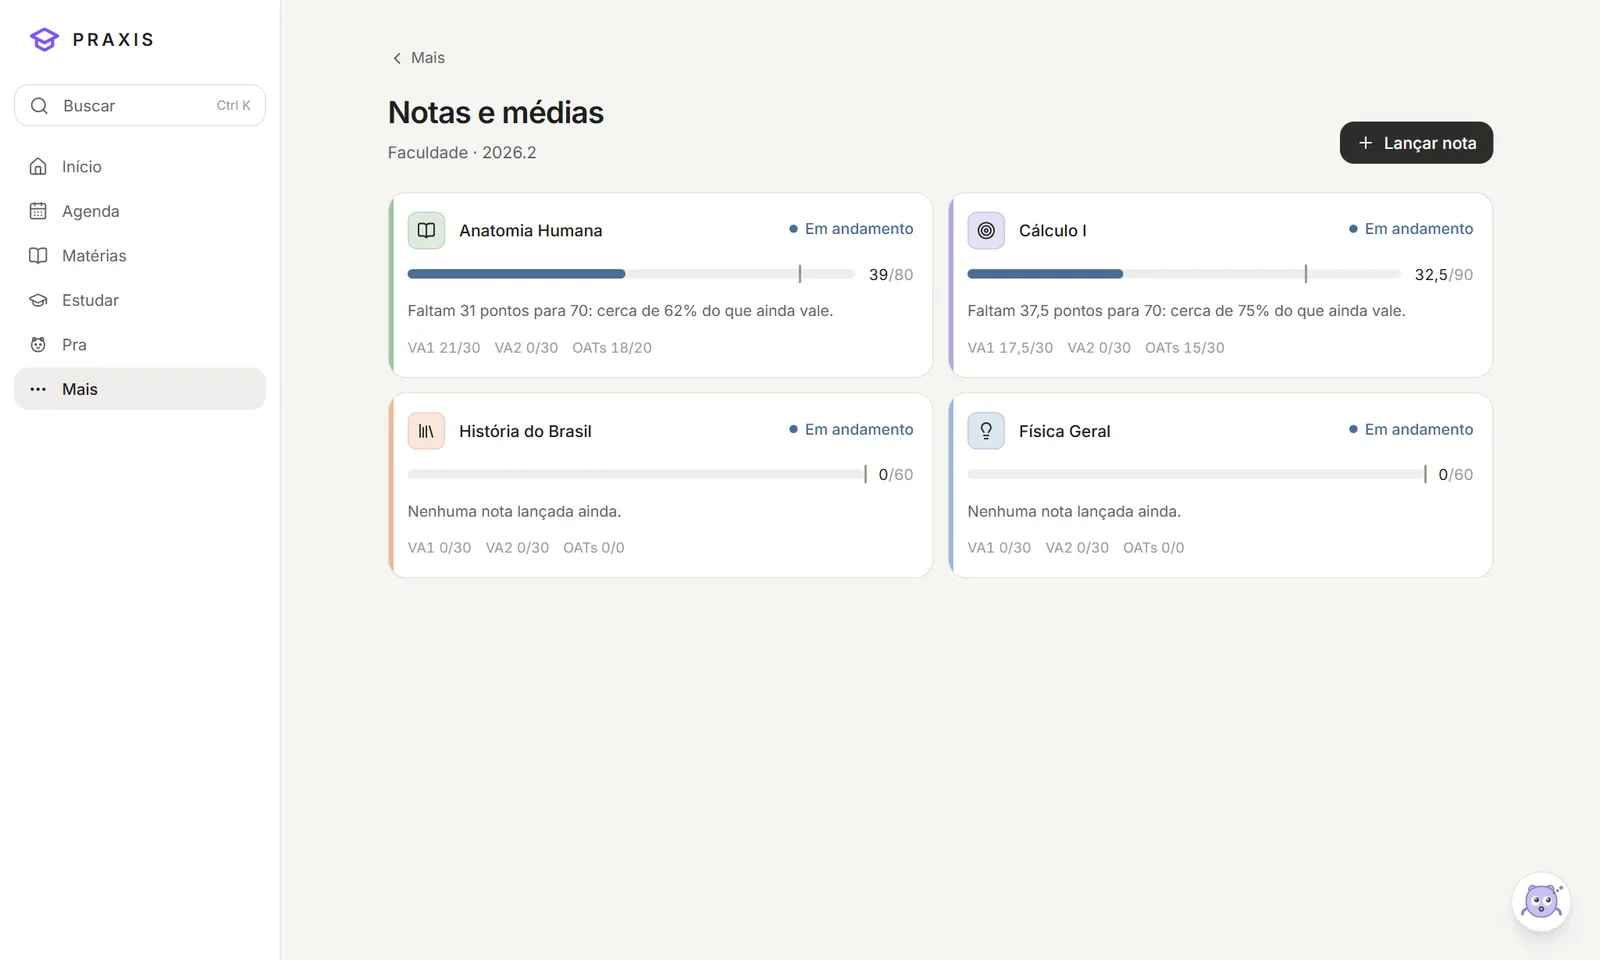 PRAXIS
Buscar Ctrl K
Início
Agenda
Matérias
Estudar
Pra
Mais
Mais
Notas e médias
Faculdade · 2026.2
+ Lançar nota
Anatomia Humana
Em andamento
39/80
Faltam 31 pontos para 70: cerca de 62% do que ainda vale.
VA1 21/30 VA2 0/30 OATs 18/20
Cálculo I
Em andamento
32,5/90
Faltam 37,5 pontos para 70: cerca de 75% do que ainda vale.
VA1 17,5/30 VA2 0/30 OATs 15/30
História do Brasil
Em andamento
0/60
Nenhuma nota lançada ainda.
VA1 0/30 VA2 0/30 OATs 0/0
Física Geral
Em andamento
0/60
Nenhuma nota lançada ainda.
VA1 0/30 VA2 0/30 OATs 0/0